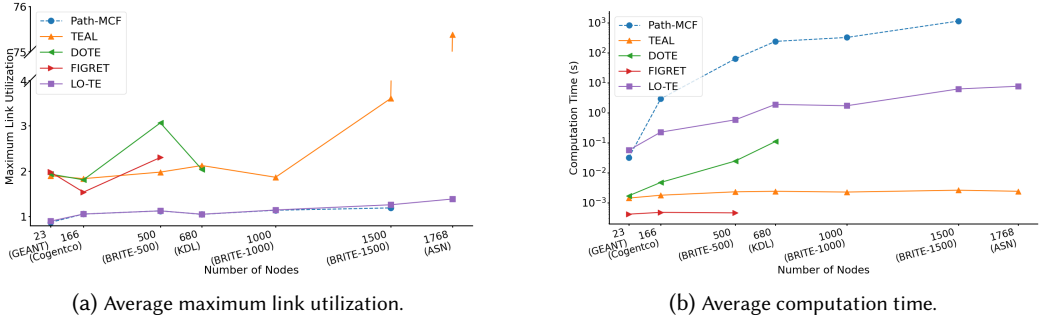 76
75
4
3
2
1
Maximum Link Utilization
Path-MCF
TEAL
DOTE
FIGRET
LO-TE
23
(GEANT)
166
(Cogentco)
500
(BRITE-500)
680
(KDL)
1000
(BRITE-1000)
1500
(BRITE-1500)
1768
(ASN)
Number of Nodes
(a) Average maximum link utilization.
10³
10²
10¹
10⁰
10⁻¹
10⁻²
10⁻³
Computation Time (s)
Path-MCF
TEAL
DOTE
FIGRET
LO-TE
23
(GEANT)
166
(Cogentco)
500
(BRITE-500)
680
(KDL)
1000
(BRITE-1000)
1500
(BRITE-1500)
1768
(ASN)
Number of Nodes
(b) Average computation time.